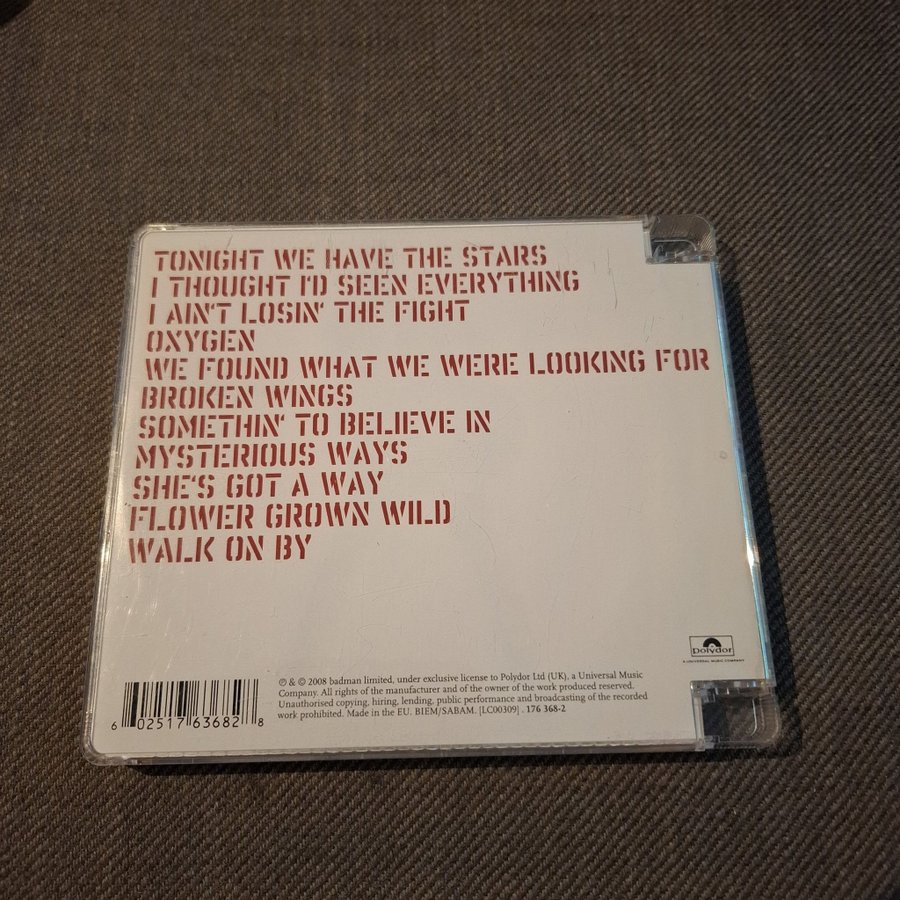 TONIGHT WE HAVE THE STARS
I THOUGHT I'D SEEN EVERYTHING
I AIN'T LOSIN' THE FIGHT
OXYGEN
WE FOUND WHAT WE WERE LOOKING FOR
BROKEN WINGS
SOMETHIN' TO BELIEVE IN
MYSTERIOUS WAYS
SHE'S GOT A WAY
FLOWER GROWN WILD
WALK ON BY
polydor
A UNIVERSAL MUSIC COMPANY
℗ & © 2008 badman limited, under exclusive license to Polydor Ltd (UK), a Universal Music
Company. All rights of the manufacturer and of the owner of the work produced reserved.
Unauthorised copying, hiring, lending, public performance and broadcasting of the recorded
work prohibited. Made in the EU. BIEM/SABAM. [LC00309] . 176 368-2
6 02517 63682 8